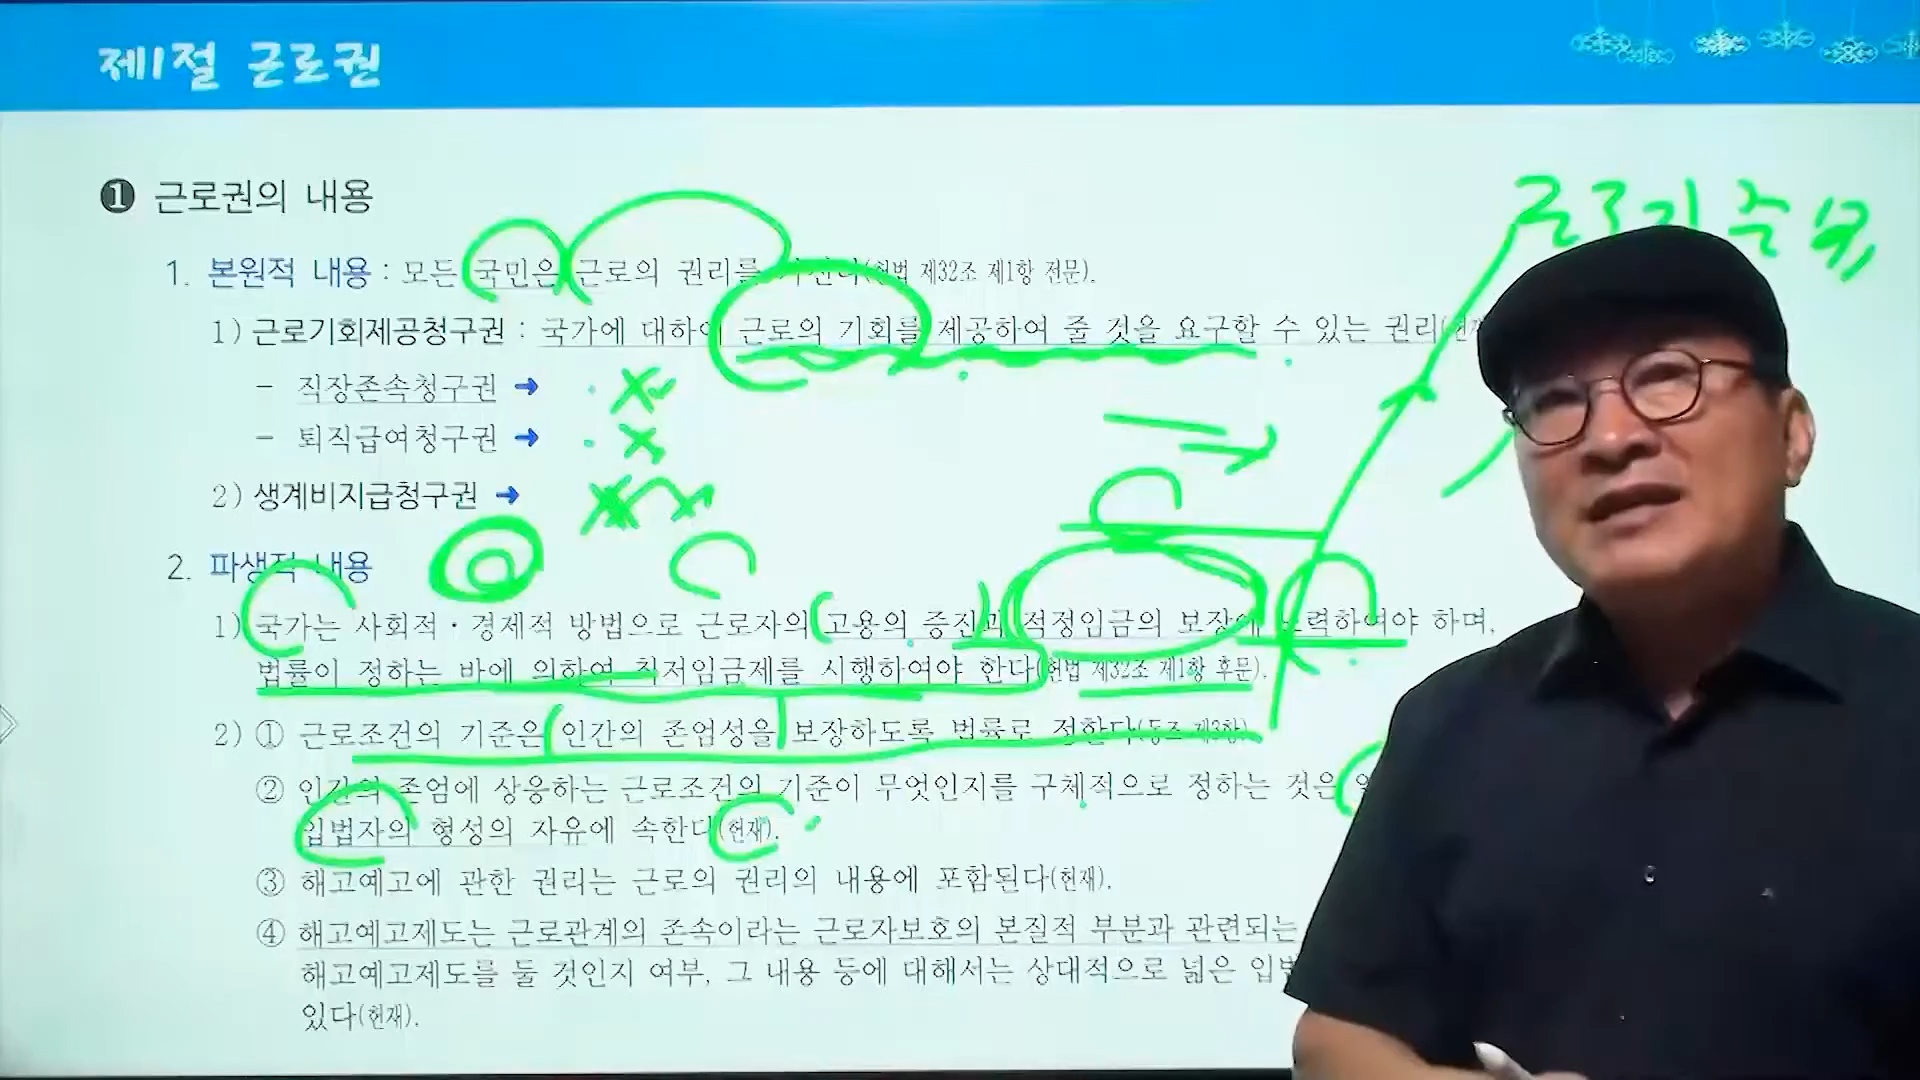 제1절 근로권
❶ 근로권의 내용
1. 본원적 내용 : 모든 국민은 근로의 권리를 (헌법 제32조 제1항 전문).
1) 근로기회제공청구권 : 국가에 대하여 근로의 기회를 제공하여 줄 것을 요구할 수 있는 권리
- 직장존속청구권 →
- 퇴직급여청구권 →
2) 생계비지급청구권 →
2. 파생적 내용
1) 국가는 사회적·경제적 방법으로 근로자의 고용의 증진과 적정임금의 보장에 노력하여야 하며,
법률이 정하는 바에 의하여 최저임금제를 시행하여야 한다(헌법 제32조 제1항 후문).
2) ① 근로조건의 기준은 인간의 존엄성을 보장하도록 법률로 정한다(동조 제3항).
② 인간의 존엄에 상응하는 근로조건의 기준이 무엇인지를 구체적으로 정하는 것은
입법자의 형성의 자유에 속한다(헌재).
③ 해고예고에 관한 권리는 근로의 권리의 내용에 포함된다(헌재).
④ 해고예고제도는 근로관계의 존속이라는 근로자보호의 본질적 부분과 관련되는
해고예고제도를 둘 것인지 여부, 그 내용 등에 대해서는 상대적으로 넓은
있다(헌재).